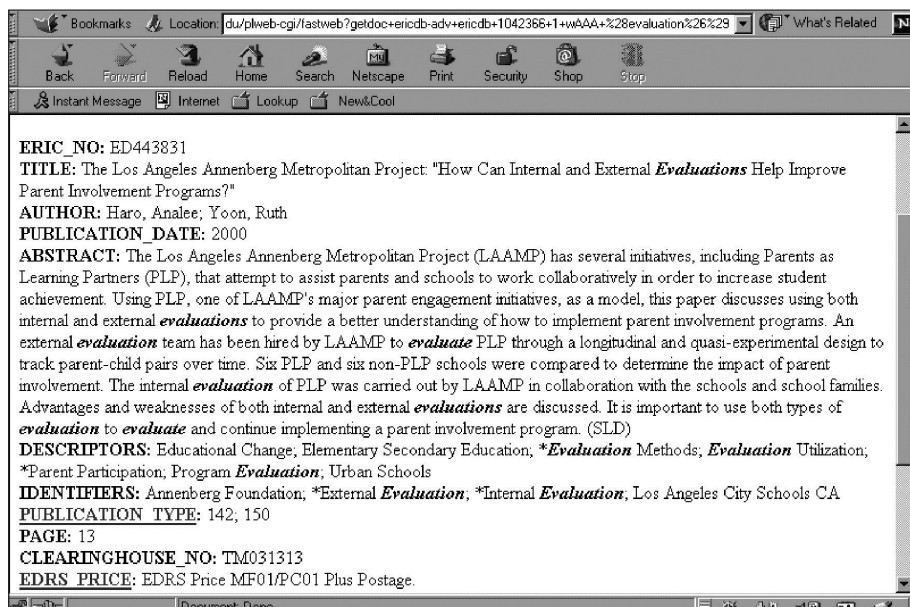 Bookmarks Location: du/plweb-cgi/fastweb?getdoc+ericdb-adv+ericdb+1042366+1+wAAA+%28evaluation%26%29 What's Related N
Back Forward Reload Home Search Netscape Print Security Shop Stop
Instant Message Internet Lookup New&Cool
ERIC_NO: ED443831
TITLE: The Los Angeles Annenberg Metropolitan Project: "How Can Internal and External Evaluations Help Improve
Parent Involvement Programs?"
AUTHOR: Haro, Analee; Yoon, Ruth
PUBLICATION_DATE: 2000
ABSTRACT: The Los Angeles Annenberg Metropolitan Project (LAAMP) has several initiatives, including Parents as
Learning Partners (PLP), that attempt to assist parents and schools to work collaboratively in order to increase student
achievement. Using PLP, one of LAAMP's major parent engagement initiatives, as a model, this paper discusses using both
internal and external evaluations to provide a better understanding of how to implement parent involvement programs. An
external evaluation team has been hired by LAAMP to evaluate PLP through a longitudinal and quasi-experimental design to
track parent-child pairs over time. Six PLP and six non-PLP schools were compared to determine the impact of parent
involvement. The internal evaluation of PLP was carried out by LAAMP in collaboration with the schools and school families.
Advantages and weaknesses of both internal and external evaluations are discussed. It is important to use both types of
evaluation to evaluate and continue implementing a parent involvement program. (SLD)
DESCRIPTORS: Educational Change; Elementary Secondary Education; *Evaluation Methods; Evaluation Utilization;
*Parent Participation; Program Evaluation; Urban Schools
IDENTIFIERS: Annenberg Foundation; *External Evaluation; *Internal Evaluation; Los Angeles City Schools CA
PUBLICATION_TYPE: 142; 150
PAGE: 13
CLEARINGHOUSE_NO: TM031313
EDRS_PRICE: EDRS Price MF01/PC01 Plus Postage.
Document: Done